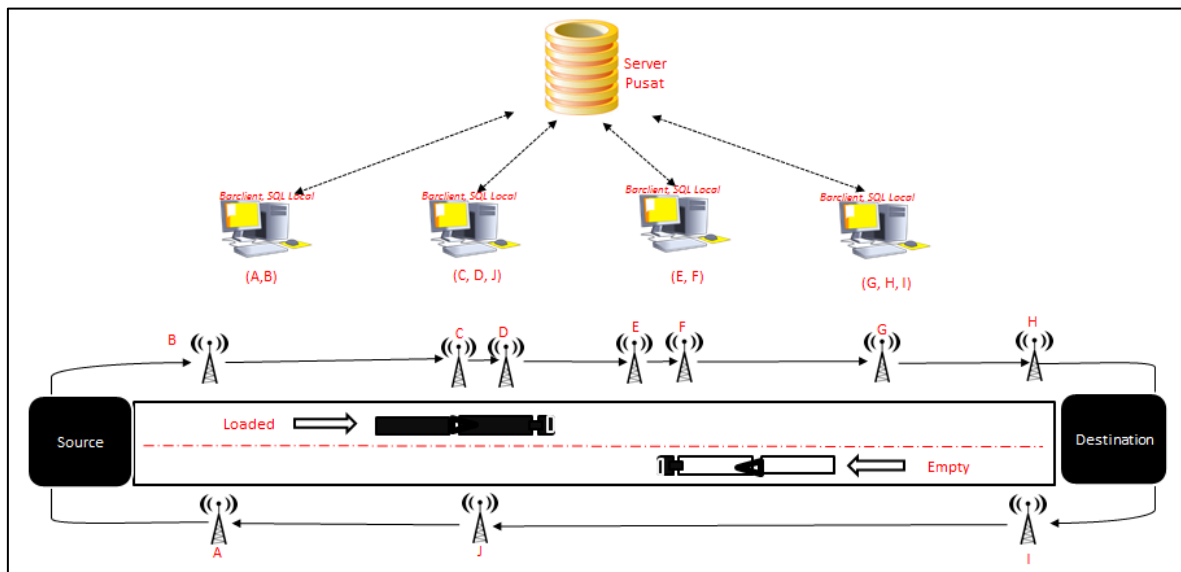 Server
Pusat
Barclient, SQL Local
Barclient, SQL Local
Barclient, SQL Local
Barclient, SQL Local
(A,B)
(C, D, J)
(E, F)
(G, H, I)
B
C
D
E
F
G
H
Source
Loaded
Destination
Empty
A
J
I